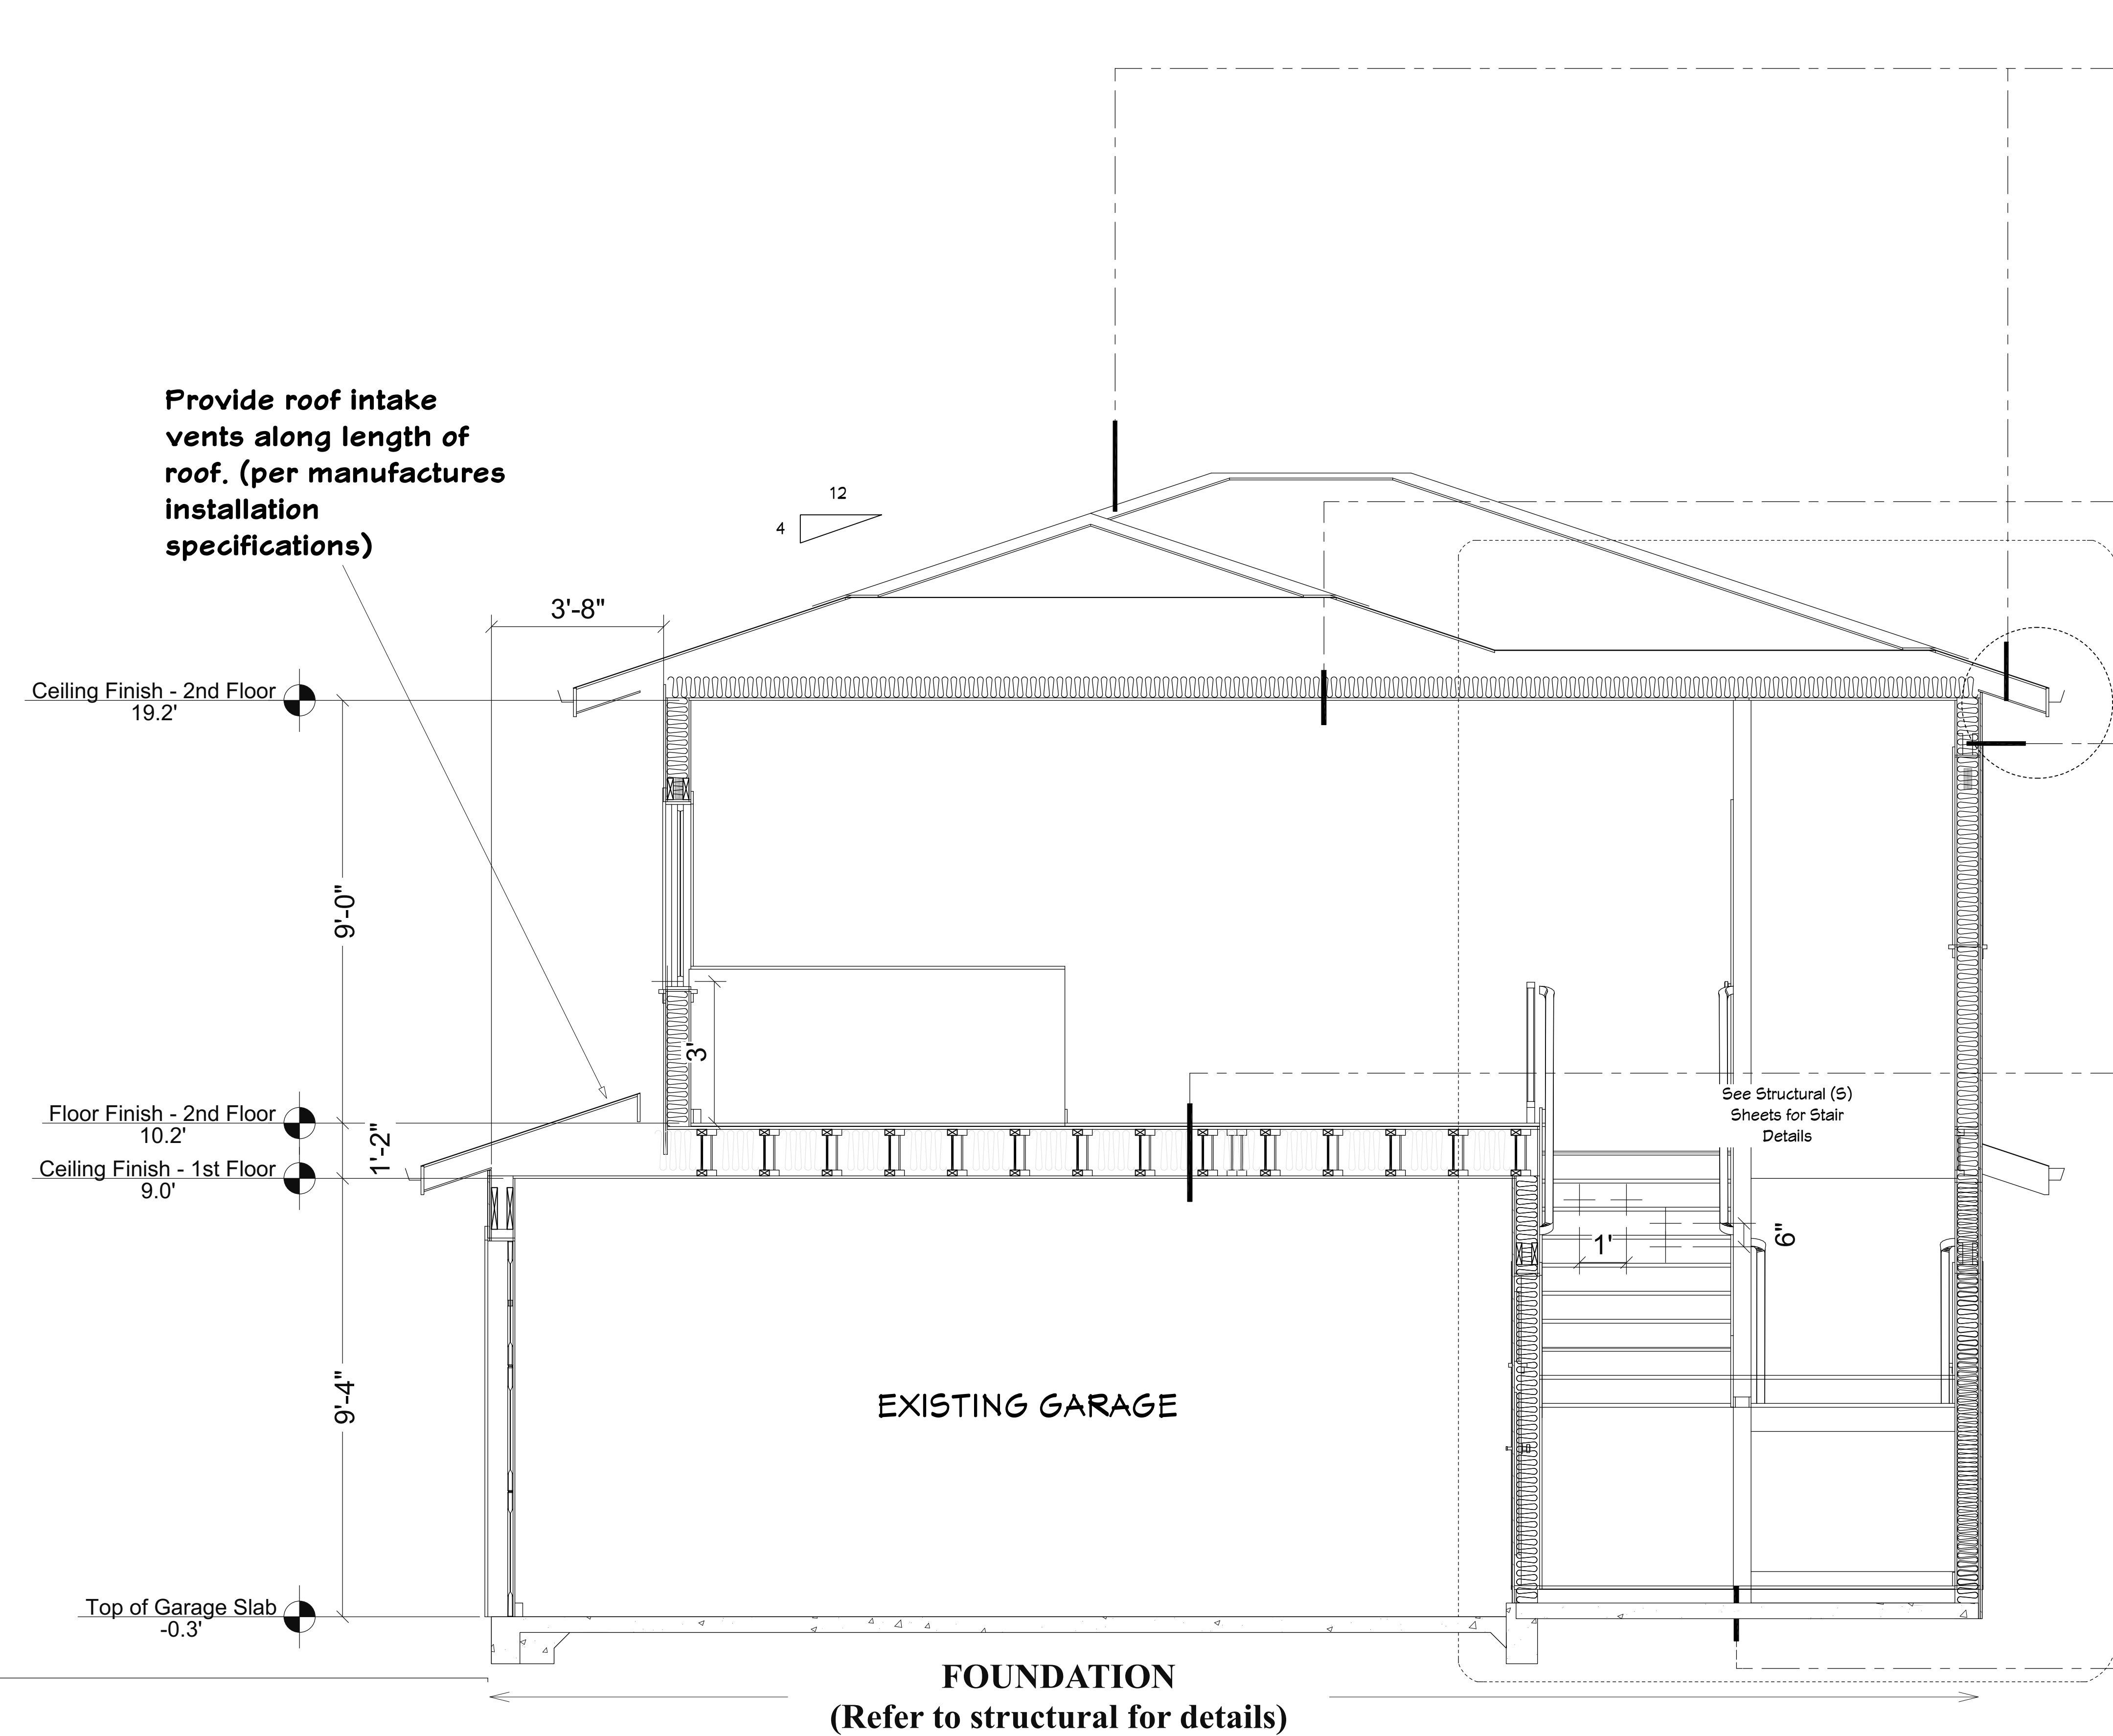 Provide roof intake
vents along length of
roof. (per manufactures
installation
specifications)
12
4
3'-8"
Ceiling Finish - 2nd Floor
19.2'
9'-0"
3'
See Structural (S)
Sheets for Stair
Details
Floor Finish - 2nd Floor
10.2'
1'-2"
Ceiling Finish - 1st Floor
9.0'
1'
6"
9'-4"
EXISTING GARAGE
Top of Garage Slab
-0.3'
FOUNDATION
(Refer to structural for details)